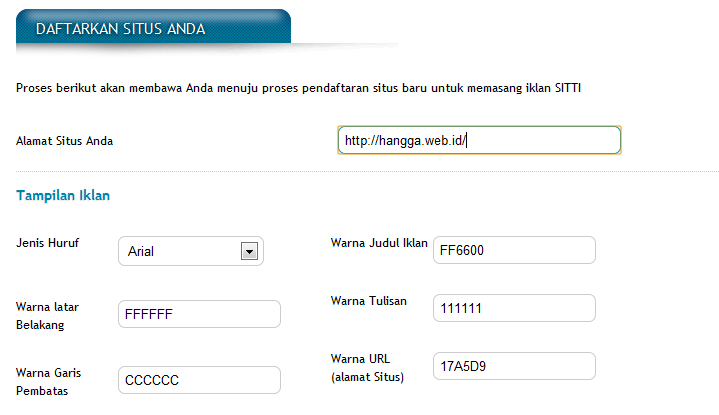 DAFTARKAN SITUS ANDA
Proses berikut akan membawa Anda menuju proses pendaftaran situs baru untuk memasang iklan SITTI
Alamat Situs Anda http://hangga.web.id/
Tampilan Iklan
Jenis Huruf Arial Warna Judul Iklan FF6600
Warna latar
Belakang FFFFFF Warna Tulisan 111111
Warna Garis
Pembatas CCCCCC Warna URL
(alamat Situs) 17A5D9